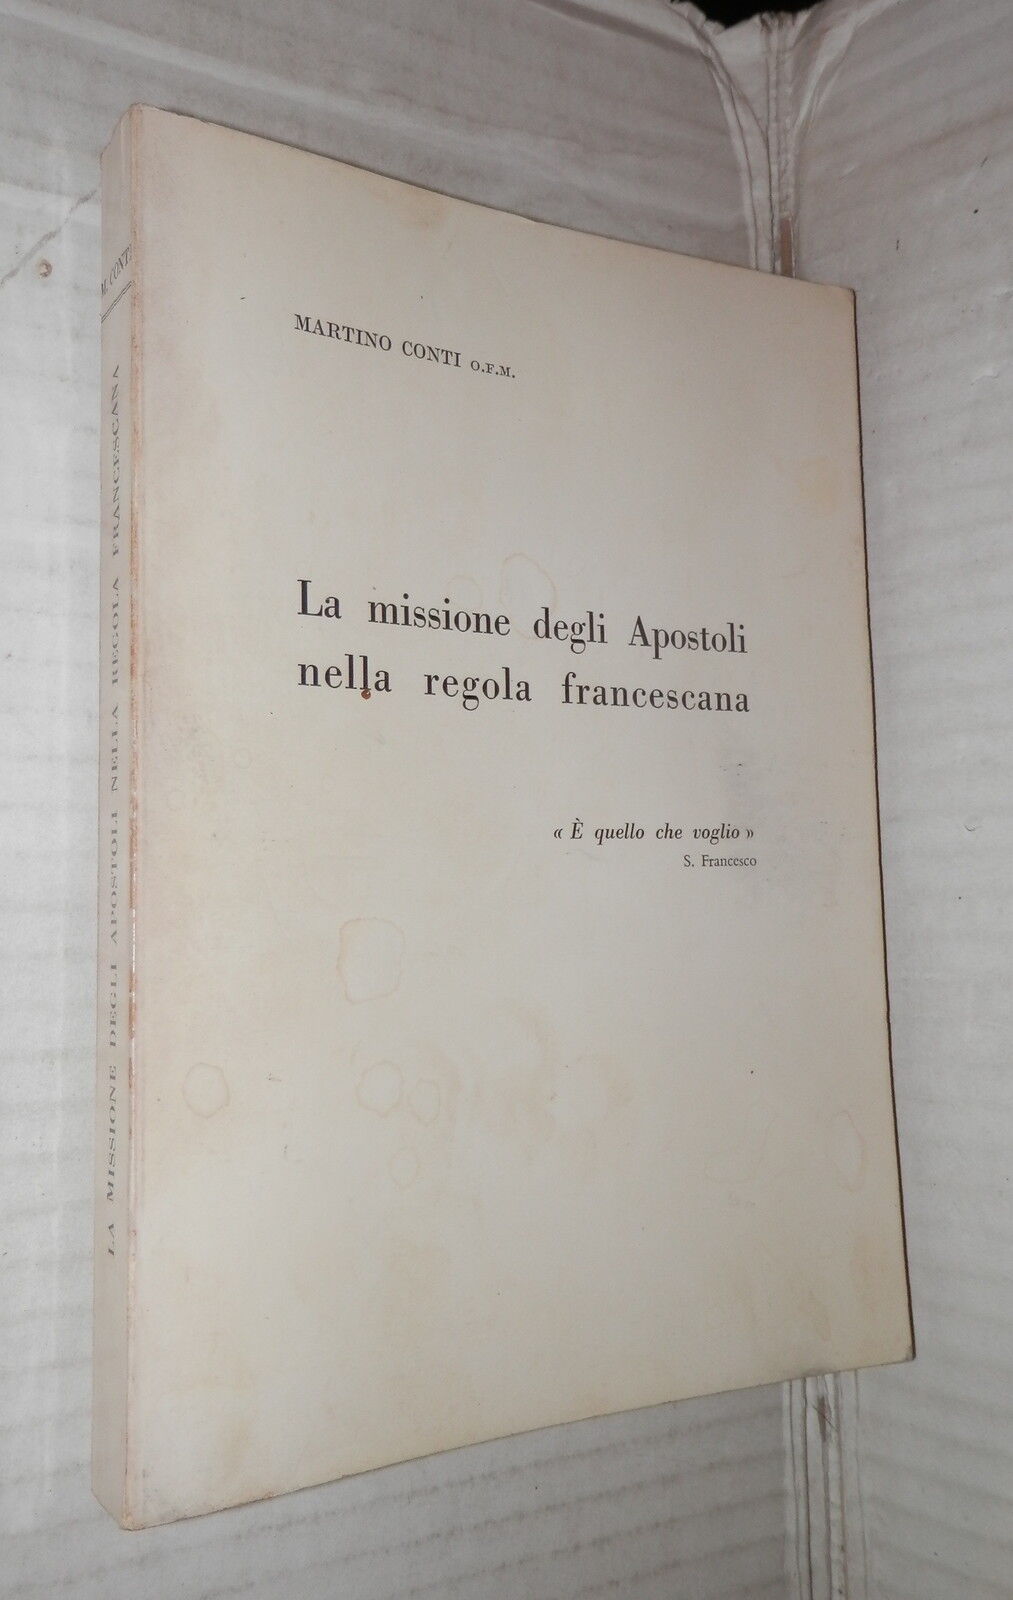 MARTINO CONTI O.F.M.
La missione degli Apostoli
nella regola francescana
« È quello che voglio »
S. Francesco
M. CONTI
LA MISSIONE DEGLI APOSTOLI NELLA REGOLA FRANCESCANA